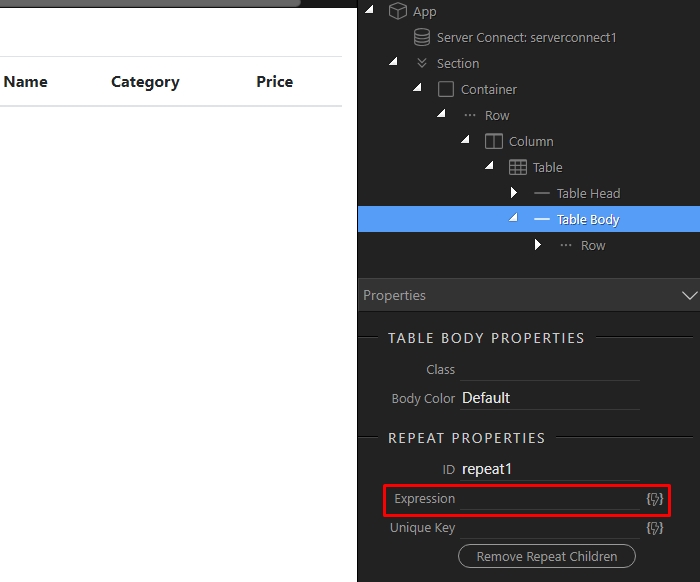 Name Category Price
App
Server Connect: serverconnect1
Section
Container
Row
Column
Table
Table Head
Table Body
Row
Properties
TABLE BODY PROPERTIES
Class
Body Color Default
REPEAT PROPERTIES
ID repeat1
Expression
Unique Key
Remove Repeat Children